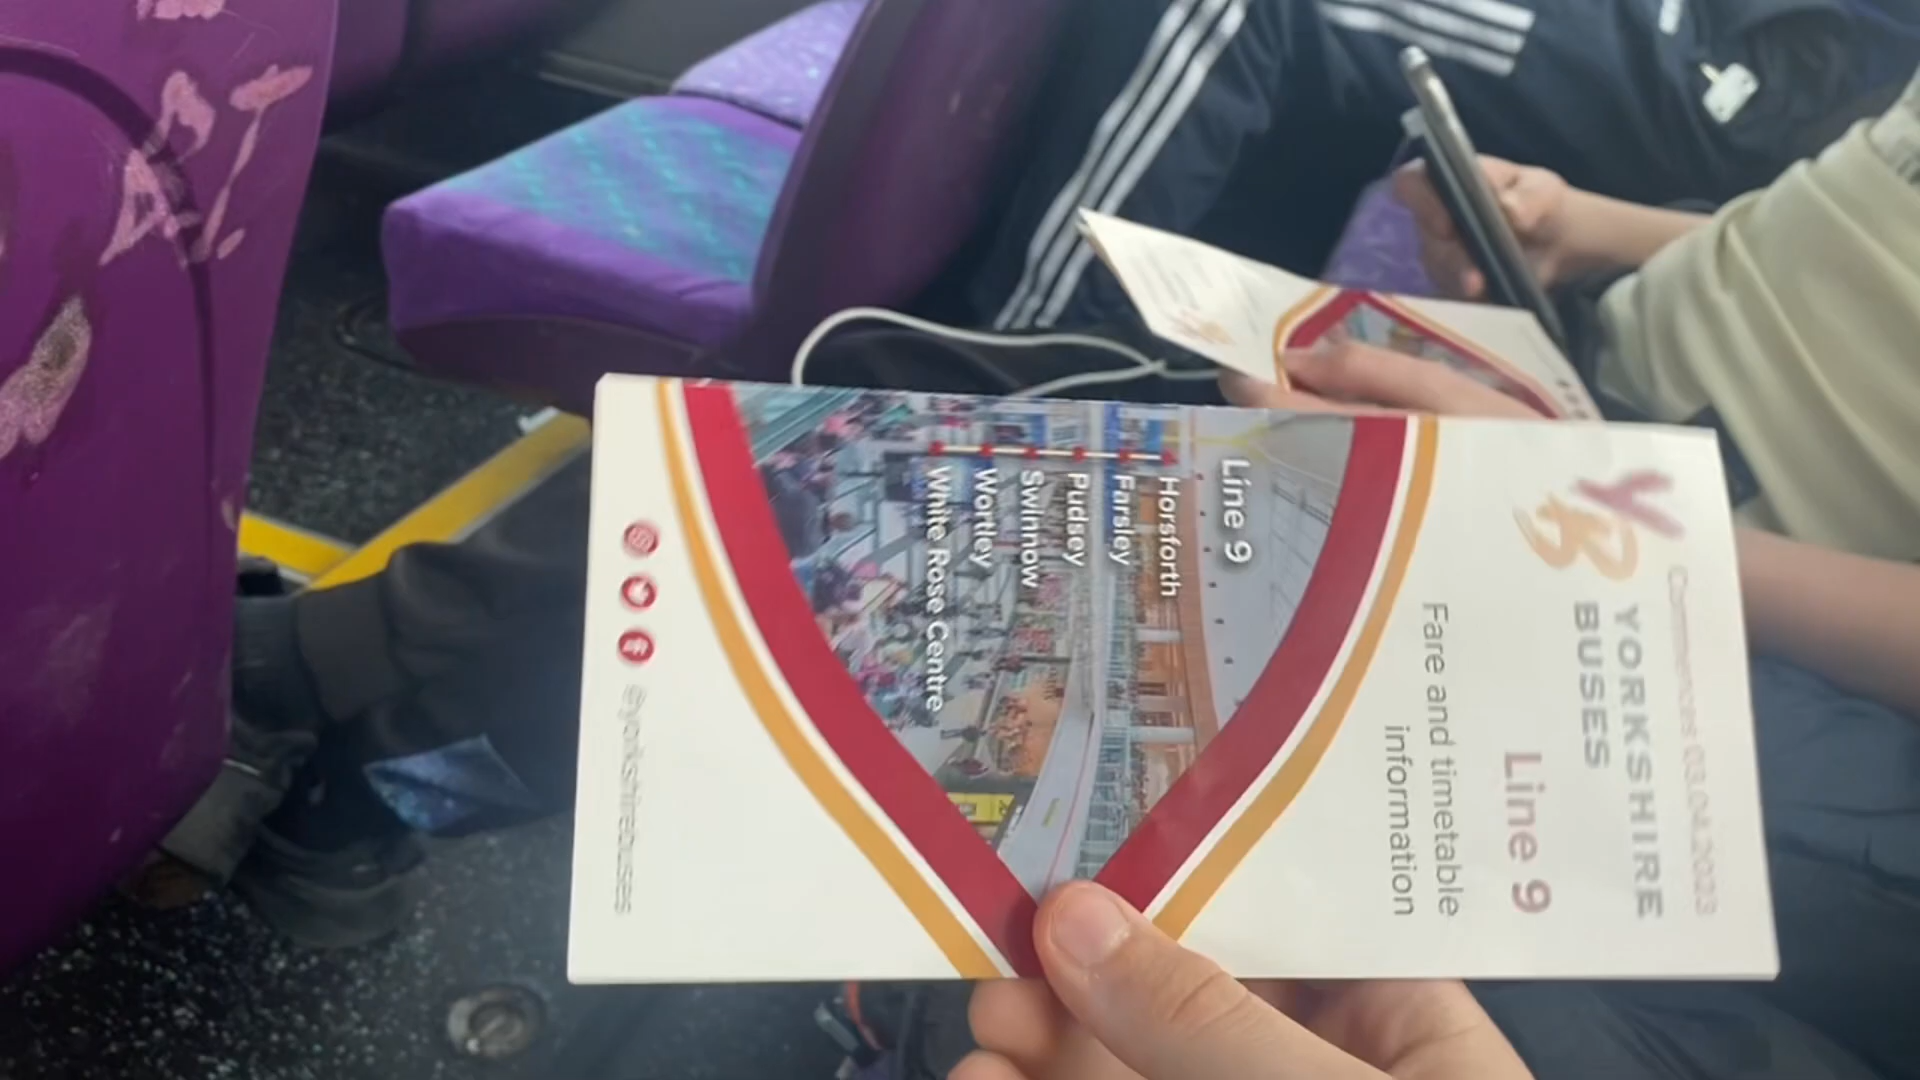 Commences 03.04.2023
YB
YORKSHIRE
BUSES
Line 9
Fare and timetable
information
Line 9
Horsforth
Farsley
Pudsey
Swinnow
Wortley
White Rose Centre
@yorkshirebuses